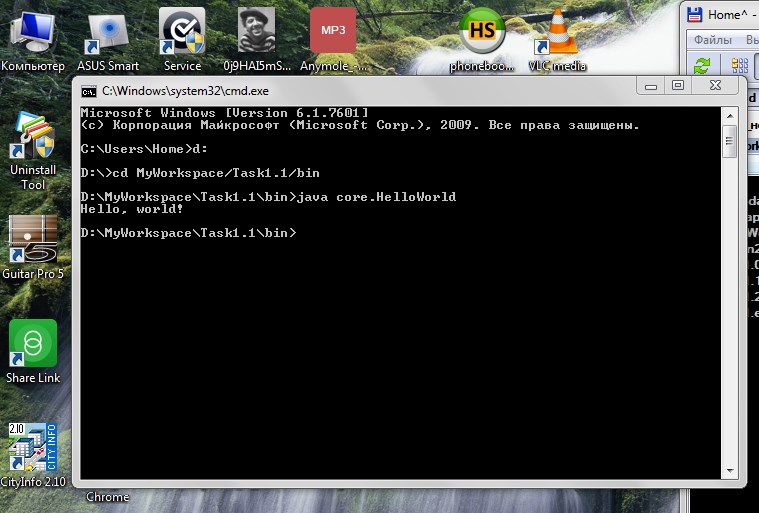 Компьютер
ASUS Smart
Service
0j9HAI5mS...
MP3
Anymole_-...
HS
phoneboo...
VLC media
Home^ -
Файлы
C:\Windows\system32\cmd.exe
C:\.
Microsoft Windows [Version 6.1.7601]
(c) Корпорация Майкрософт (Microsoft Corp.), 2009. Все права защищены.
C:\Users\Home>d:
D:\>cd MyWorkspace/Task1.1/bin
D:\MyWorkspace\Task1.1\bin>java core.HelloWorld
Hello, world!
D:\MyWorkspace\Task1.1\bin>
Uninstall
Tool
5
Guitar Pro 5
Share Link
2.10
CITY INFO
CityInfo 2.10
Chrome